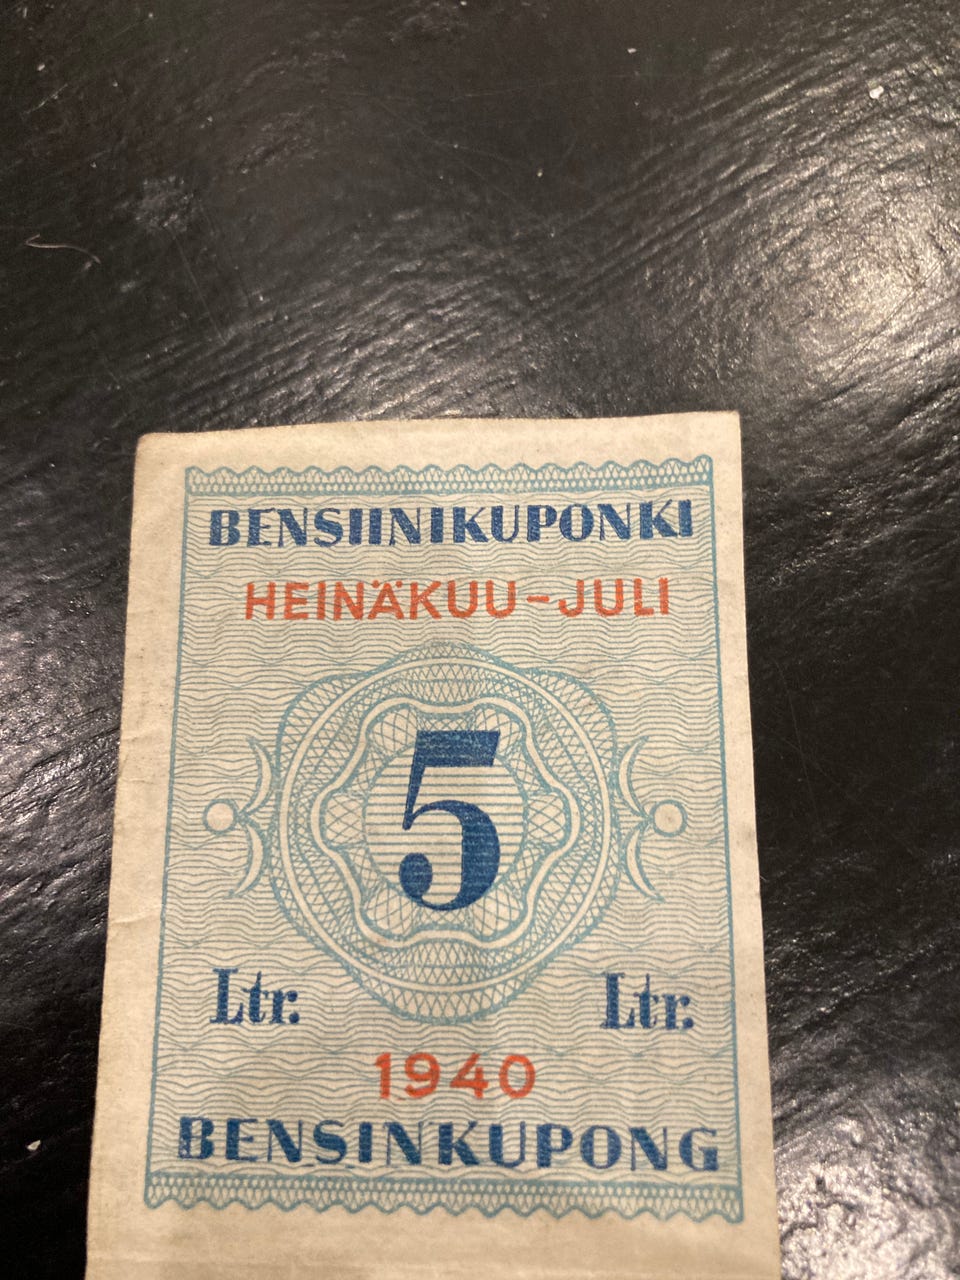 BENSIINIKUPONKI
HEINÄKUU-JULI
5
Ltr. Ltr.
1940
BENSINKUPONG